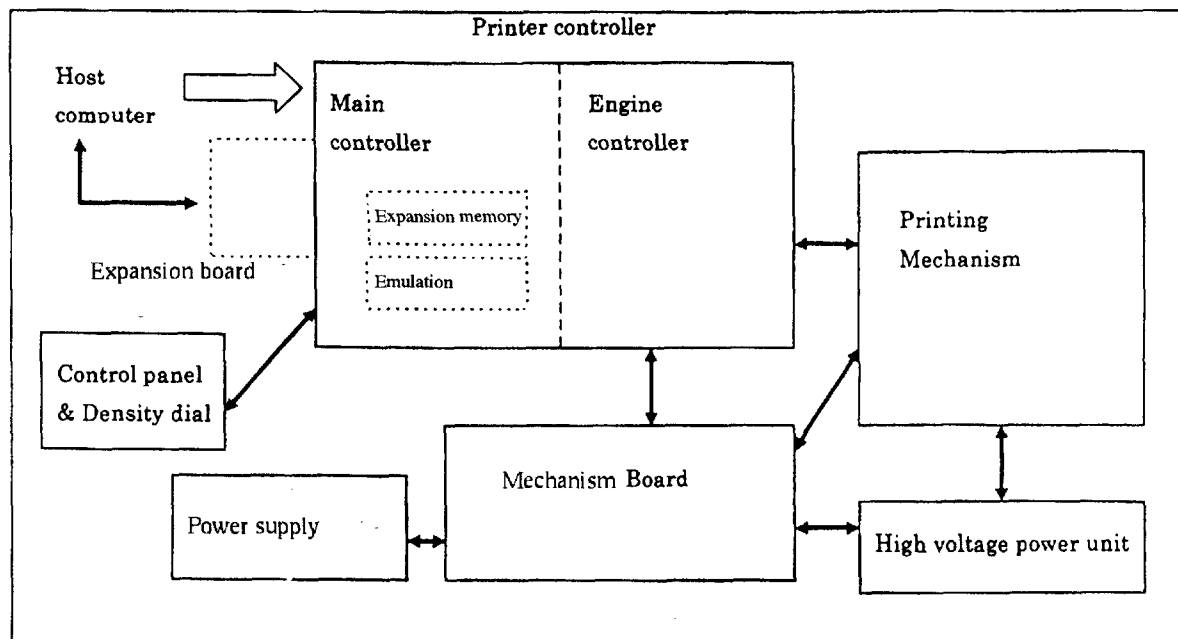 Printer controller
Host
computer
Main
controller
Engine
controller
Expansion memory
Emulation
Expansion board
Printing
Mechanism
Control panel
& Density dial
Mechanism Board
Power supply
High voltage power unit